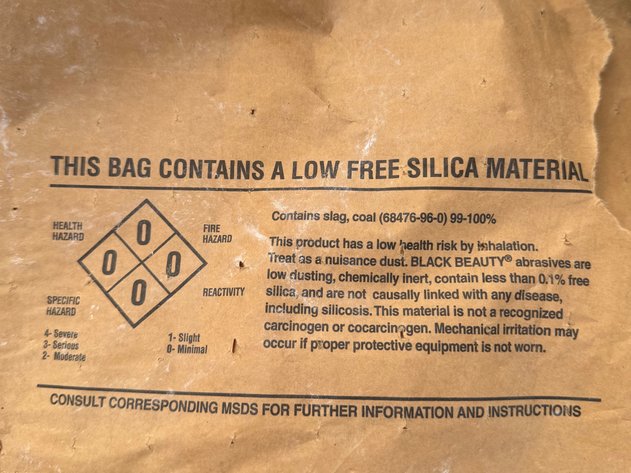 THIS BAG CONTAINS A LOW FREE SILICA MATERIAL
HEALTH
HAZARD
FIRE
HAZARD
0
0
0
0
REACTIVITY
SPECIFIC
HAZARD
4- Severe
3- Serious
2- Moderate
1- Slight
0- Minimal
Contains slag, coal (68476-96-0) 99-100%
This product has a low health risk by inhalation.
Treat as a nuisance dust. BLACK BEAUTY® abrasives are
low dusting, chemically inert, contain less than 0.1% free
silica, and are not causally linked with any disease,
including silicosis. This material is not a recognized
carcinogen or cocarcinogen. Mechanical irritation may
occur if proper protective equipment is not worn.
CONSULT CORRESPONDING MSDS FOR FURTHER INFORMATION AND INSTRUCTIONS